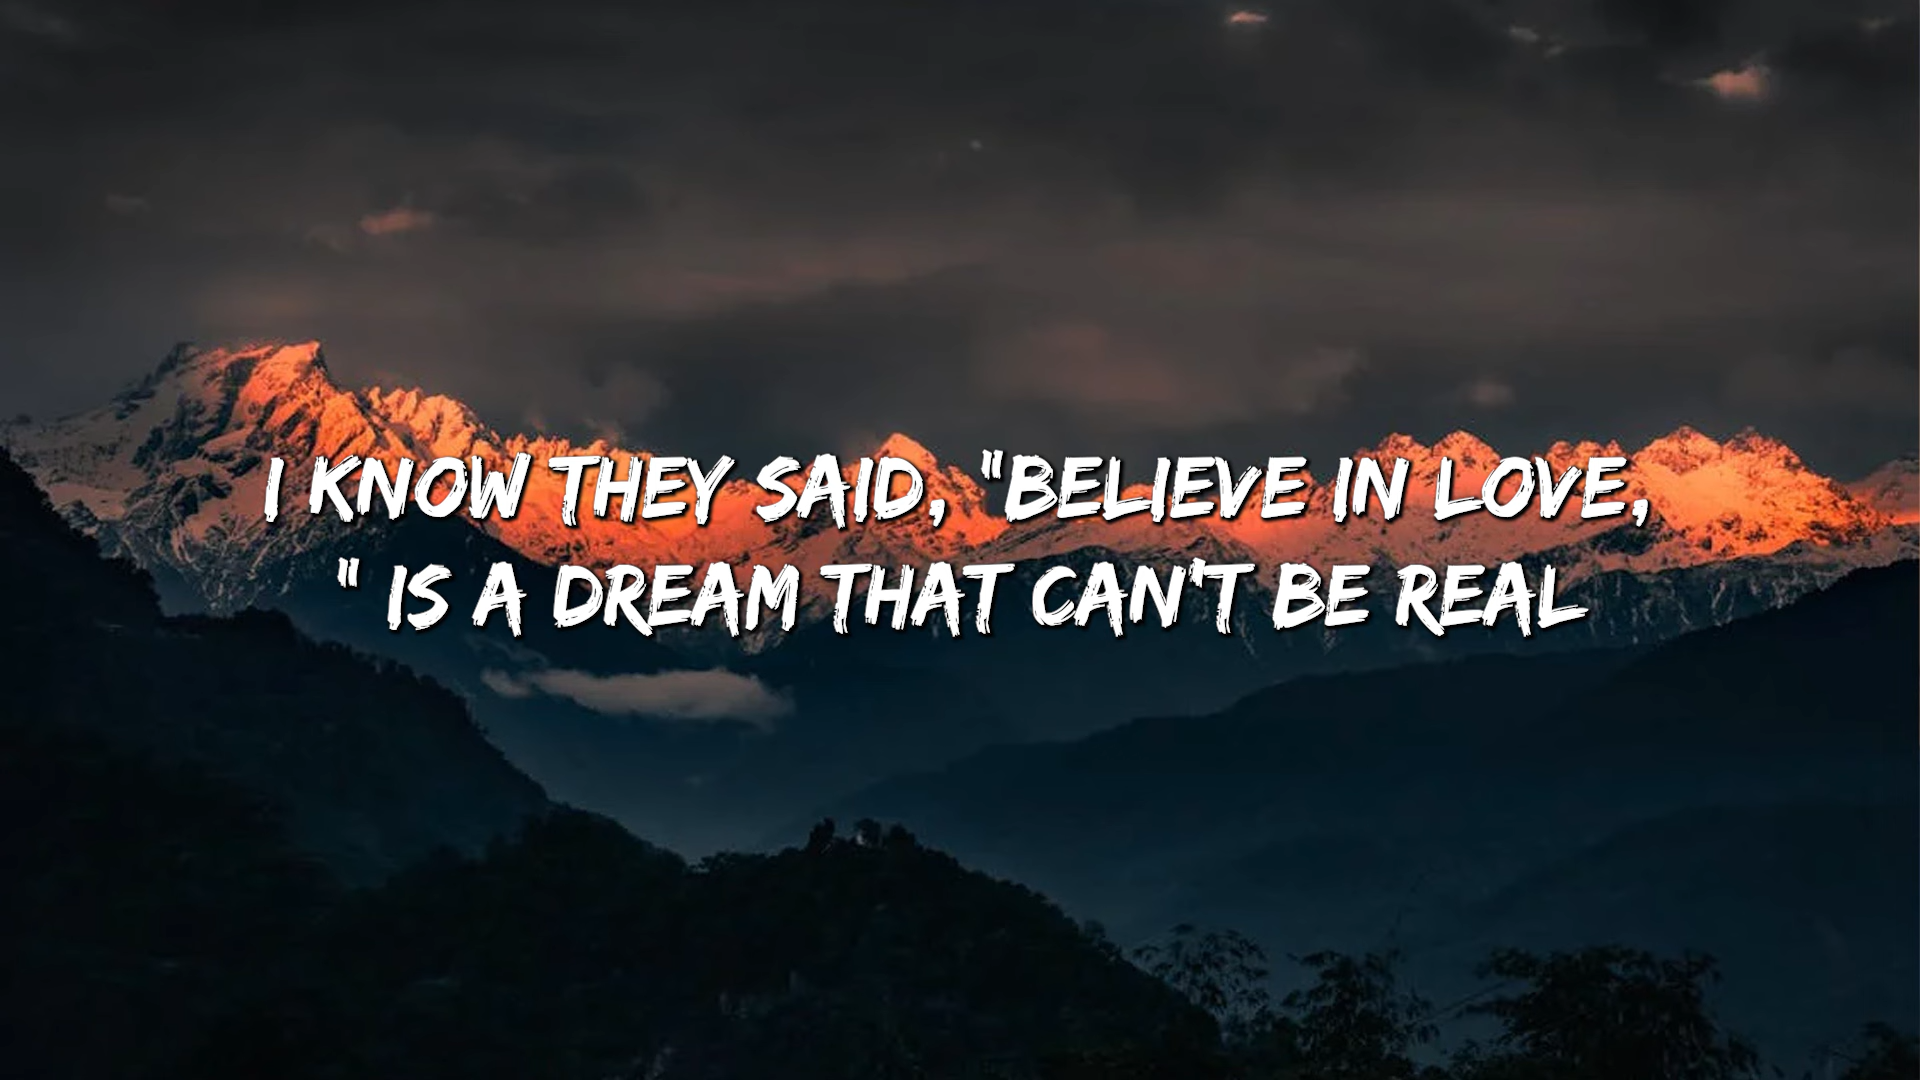 I KNOW THEY SAID, "BELIEVE IN LOVE,
" IS A DREAM THAT CAN'T BE REAL